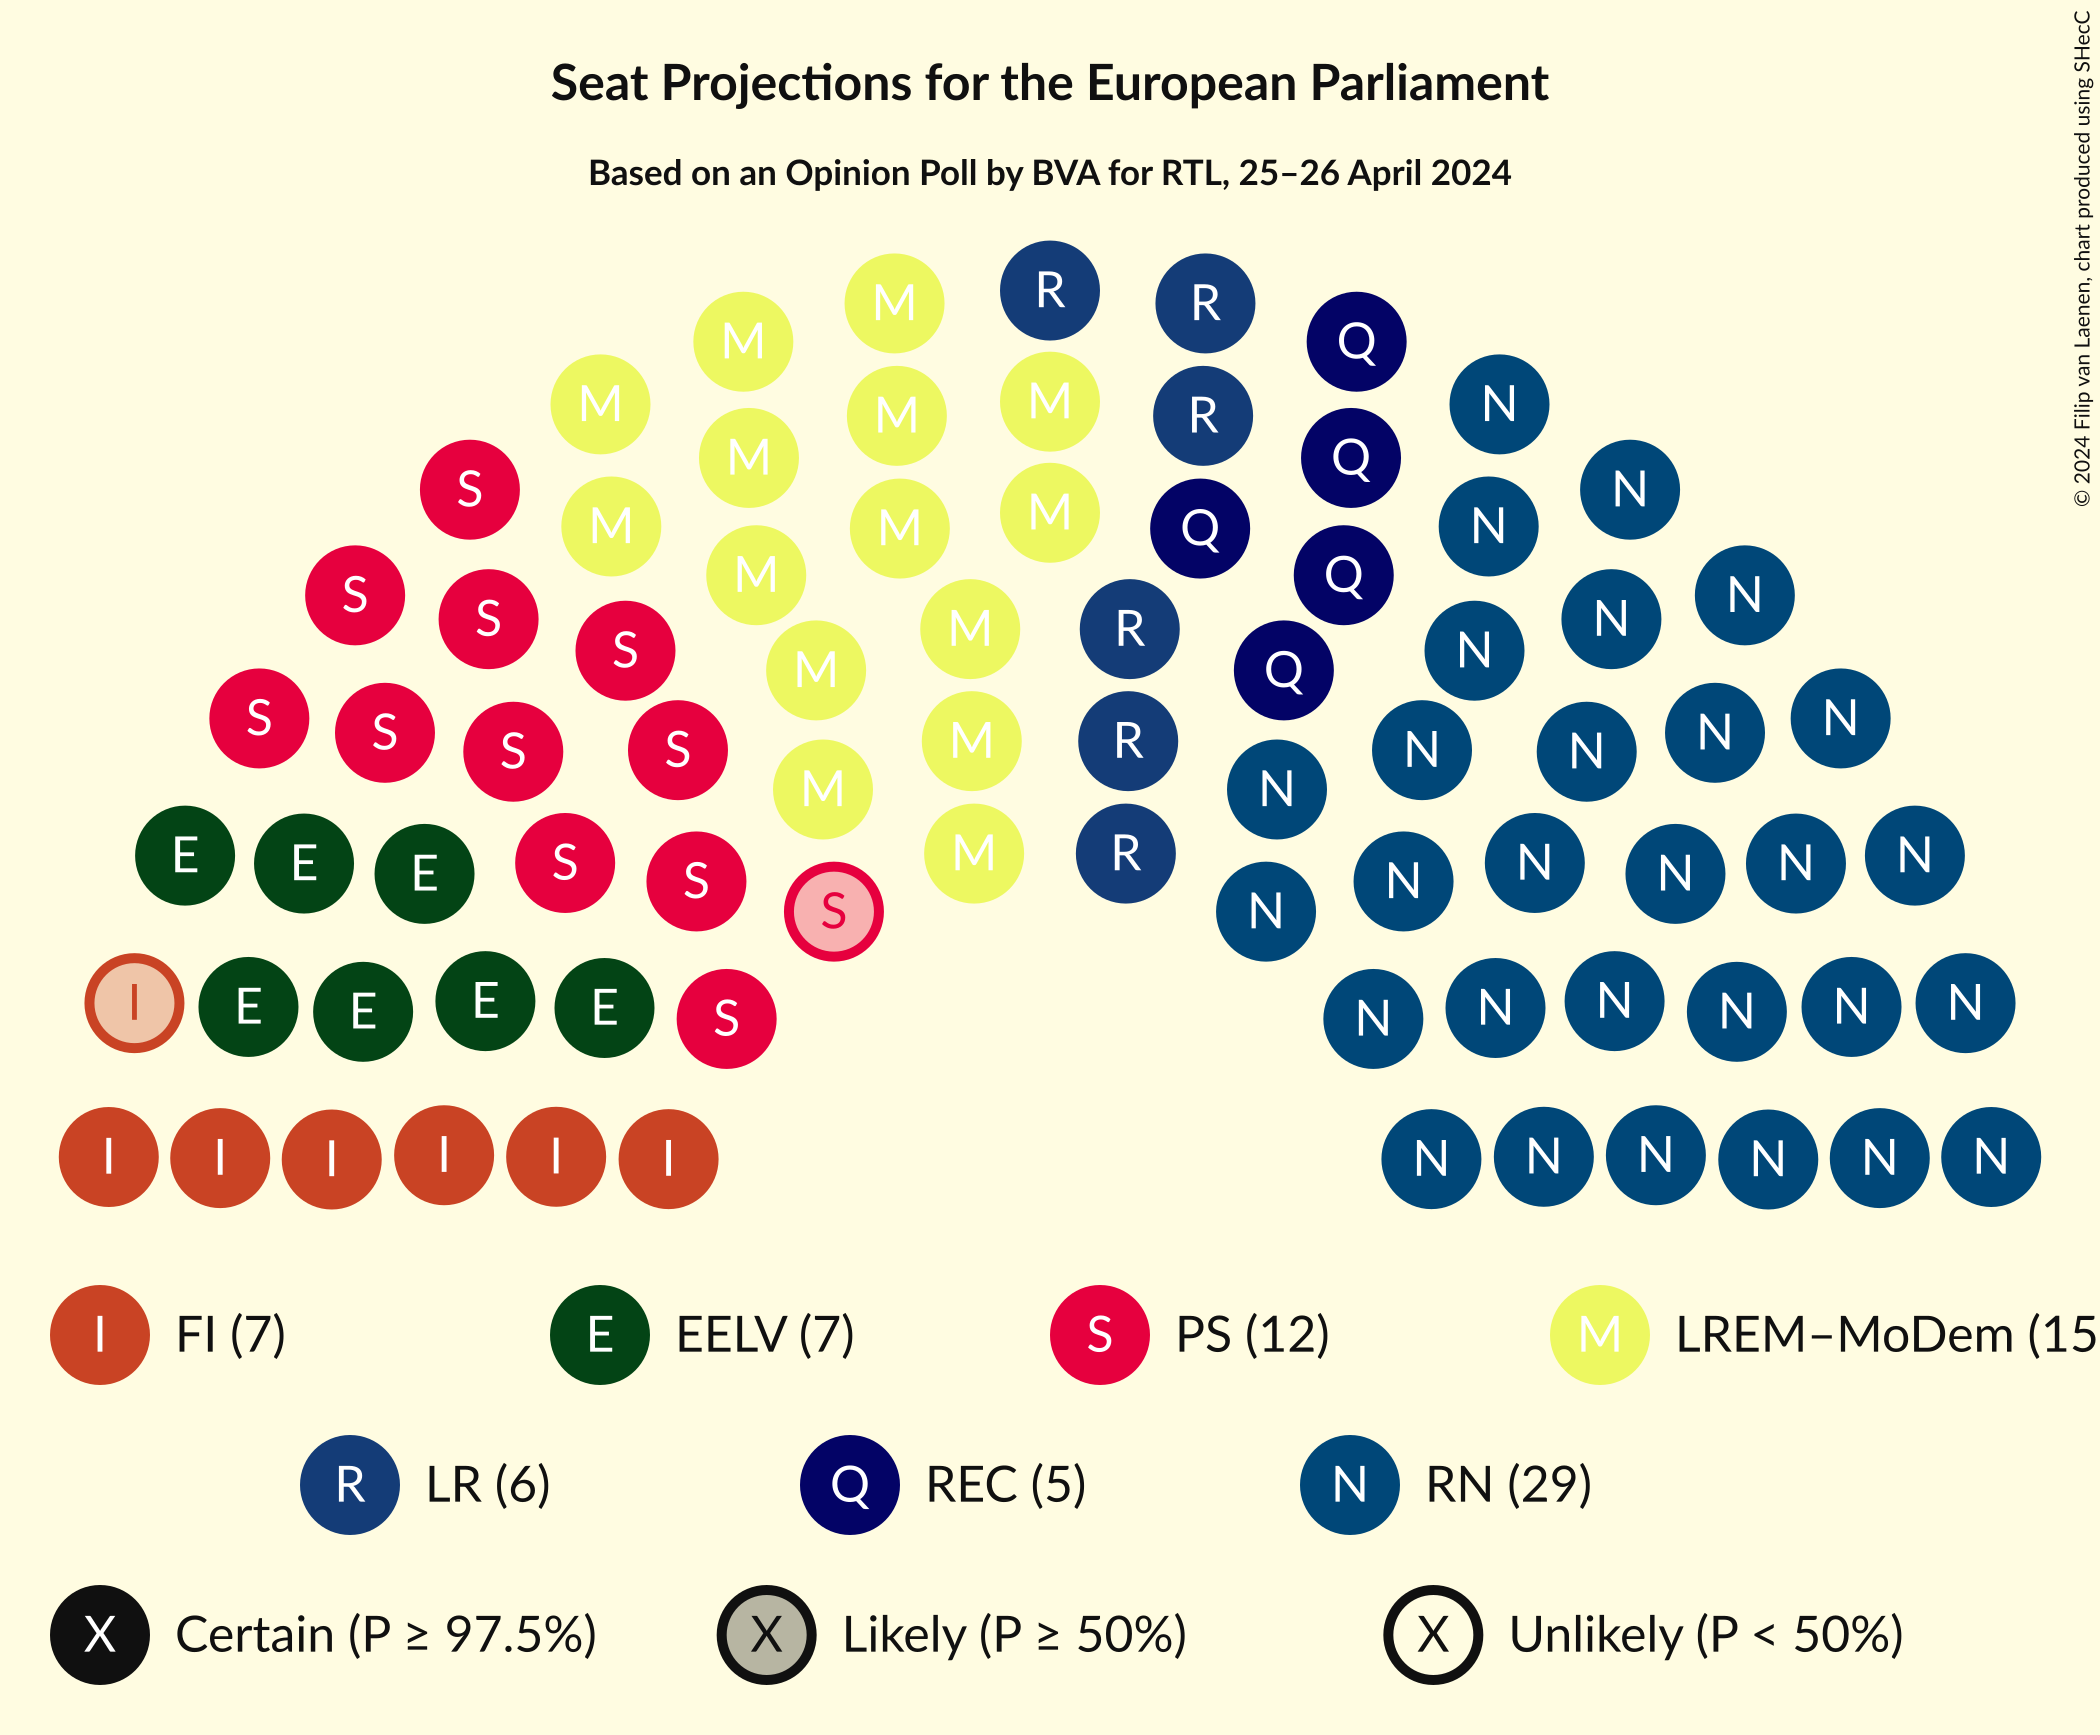 Seat Projections for the European Parliament
Based on an Opinion Poll by BVA for RTL, 25–26 April 2024
© 2024 Filip van Laenen, chart produced using SHecC
R
M R
M Q
M N
M M R
M Q
S N
M Q
M N
M
S N
M Q
S N
M R
S N
M Q
S N
S N
M R
S N
S N
S N
M N
M R
E N
E N
S N
E N
S N
S N
E N
I N
E N
E N
E N
S N
I I I I I I N N N N N N
I FI (7) E EELV (7) S PS (12) M LREM–MoDem (15
R LR (6) Q REC (5) N RN (29)
X Certain (P ≥ 97.5%) X Likely (P ≥ 50%) X Unlikely (P < 50%)